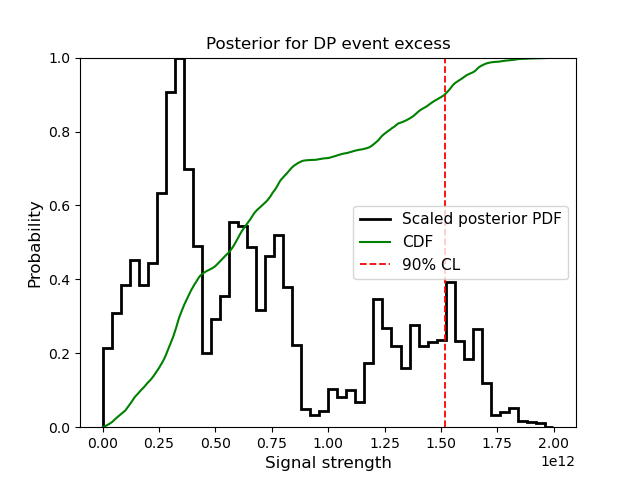 Posterior for DP event excess
Probability
1.0
0.8
0.6
0.4
0.2
0.0
Scaled posterior PDF
CDF
90% CL
0.00 0.25 0.50 0.75 1.00 1.25 1.50 1.75 2.00
1e12
Signal strength